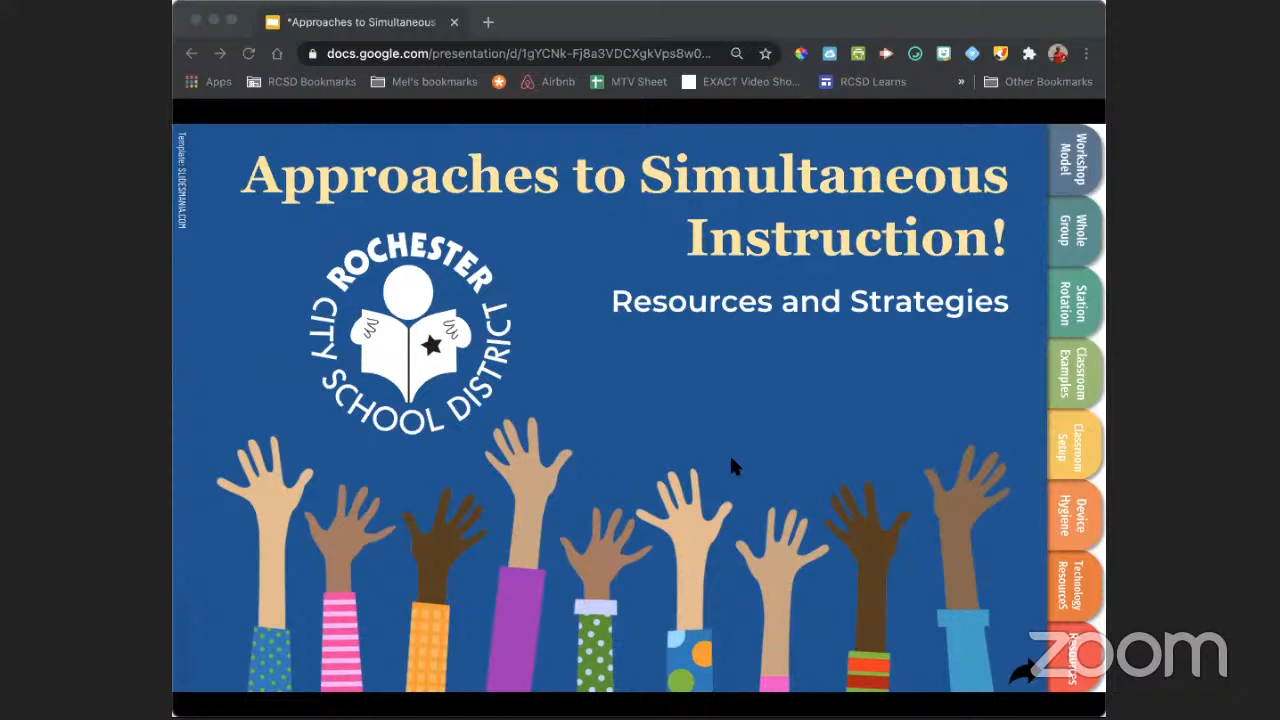 *Approaches to Simultaneous
docs.google.com/presentation/d/1gYCNk-Fj8a3VDCXgkVpsBw0...
Apps
RCSD Bookmarks
Mel's bookmarks
Airbnb
MTV Sheet
EXACT Video Sho...
RCSD Learns
»
Other Bookmarks
Template: SLIDESMANIA.COM
Approaches to Simultaneous
Instruction!
Resources and Strategies
ROCHESTER
CITY SCHOOL DISTRICT
Workshop
Model
Whole
Group
Station
Rotation
Classroom
Examples
Classroom
Setup
Device
Hygiene
Technology
Resources
Resources
zoom